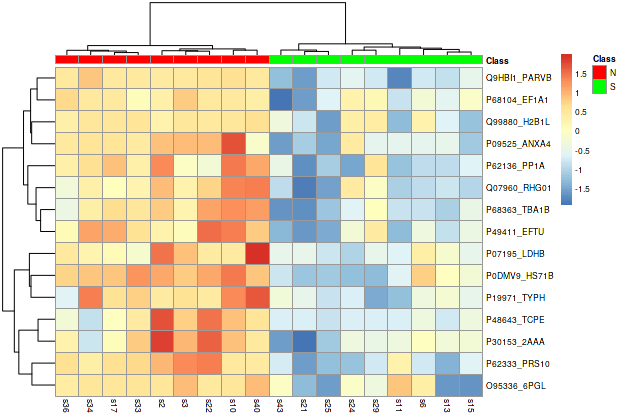 Class
Q9HBI1_PARVB
P68104_EF1A1
Q99880_H2B1L
P09525_ANXA4
P62136_PP1A
Q07960_RHG01
P68363_TBA1B
P49411_EFTU
P07195_LDHB
P0DMV9_HS71B
P19971_TYPH
P48643_TCPE
P30153_2AAA
P62333_PRS10
O95336_6PGL
s36 s34 s17 s33 s2 s3 s22 s10 s40 s43 s21 s25 s24 s29 s11 s6 s13 s15
1.5
1
0.5
0
-0.5
-1
-1.5
Class
N
S